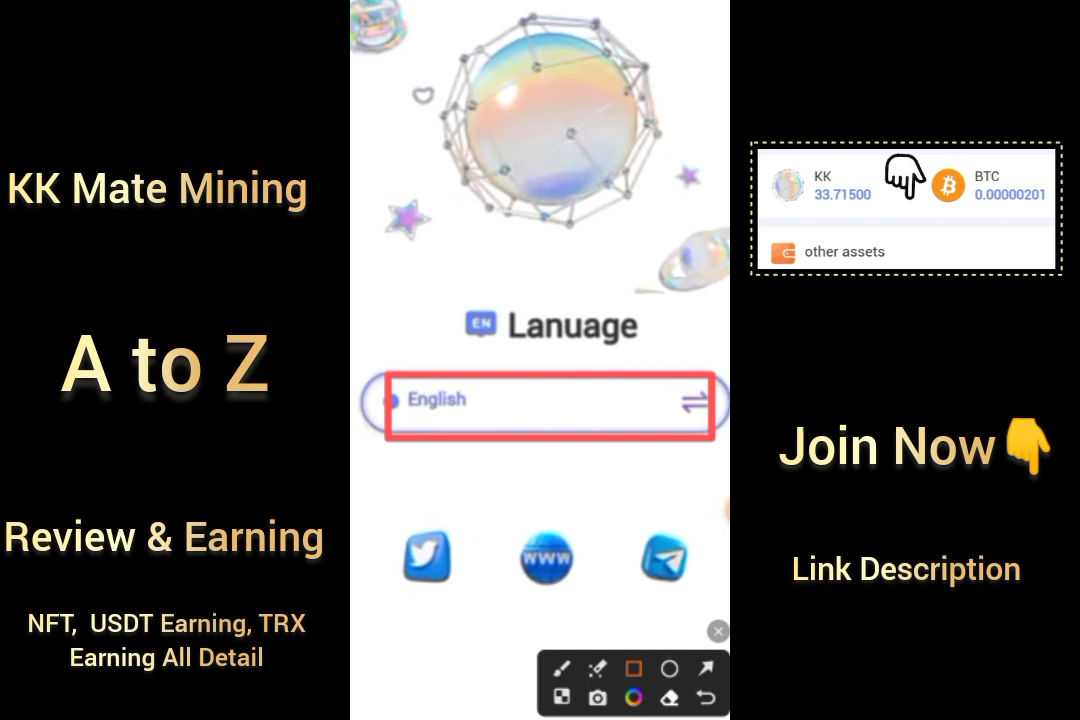 KK Mate Mining
A to Z
Review & Earning
NFT, USDT Earning, TRX
Earning All Detail
EN Lanuage
English
WWW
KK
33.71500
BTC
0.00000201
other assets
Join Now
Link Description